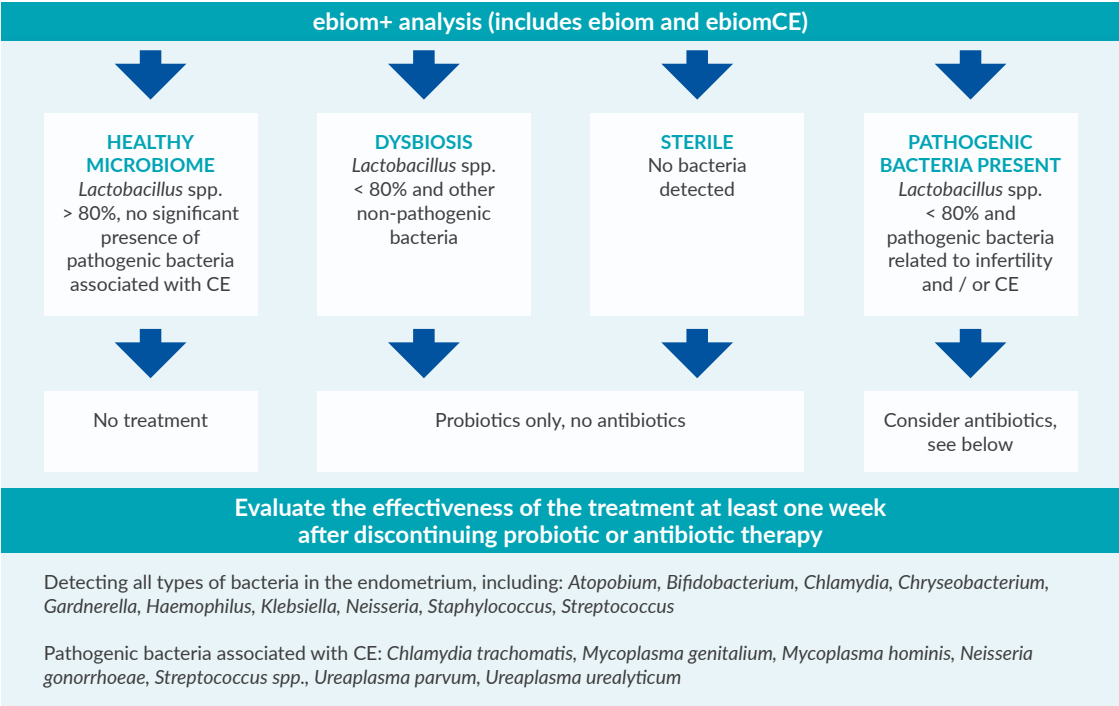 ebiom+ analysis (includes ebiom and ebiomCE)
HEALTHY
MICROBIOME
Lactobacillus spp.
> 80%, no significant
presence of
pathogenic bacteria
associated with CE
DYSBIOSIS
Lactobacillus spp.
< 80% and other
non-pathogenic
bacteria
STERILE
No bacteria
detected
PATHOGENIC
BACTERIA PRESENT
Lactobacillus spp.
< 80% and
pathogenic bacteria
related to infertility
and / or CE
No treatment
Probiotics only, no antibiotics
Consider antibiotics,
see below
Evaluate the effectiveness of the treatment at least one week
after discontinuing probiotic or antibiotic therapy
Detecting all types of bacteria in the endometrium, including: Atopobium, Bifidobacterium, Chlamydia, Chryseobacterium,
Gardnerella, Haemophilus, Klebsiella, Neisseria, Staphylococcus, Streptococcus
Pathogenic bacteria associated with CE: Chlamydia trachomatis, Mycoplasma genitalium, Mycoplasma hominis, Neisseria
gonorrhoeae, Streptococcus spp., Ureaplasma parvum, Ureaplasma urealyticum